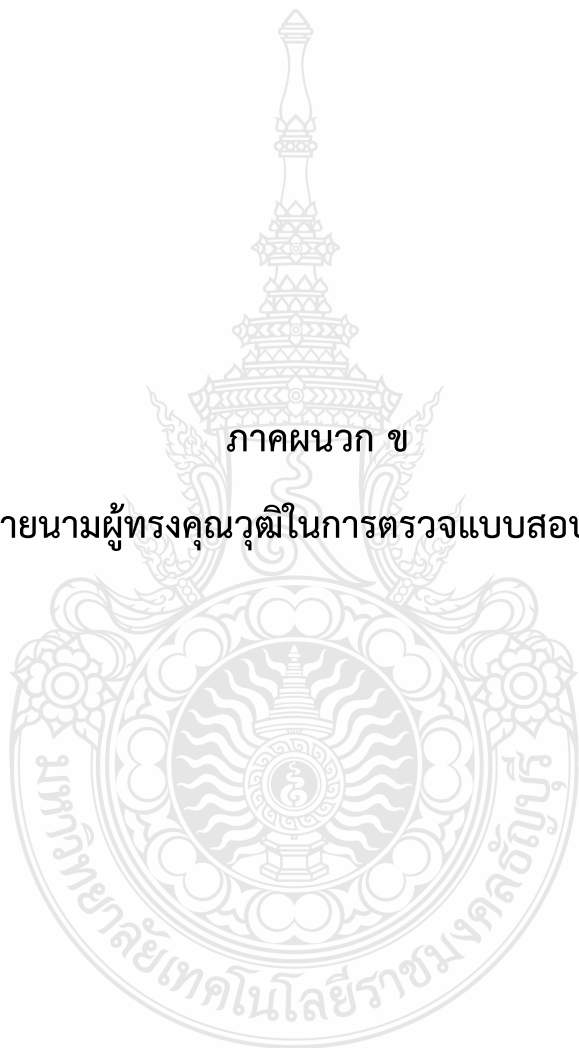 ภาคผนวก ข
ายนามผู้ทรงคุณวุฒิในการตรวจแบบสอบ
มหาวิทยาลัยเทคโนโลยีราชมงคลธัญบุรี